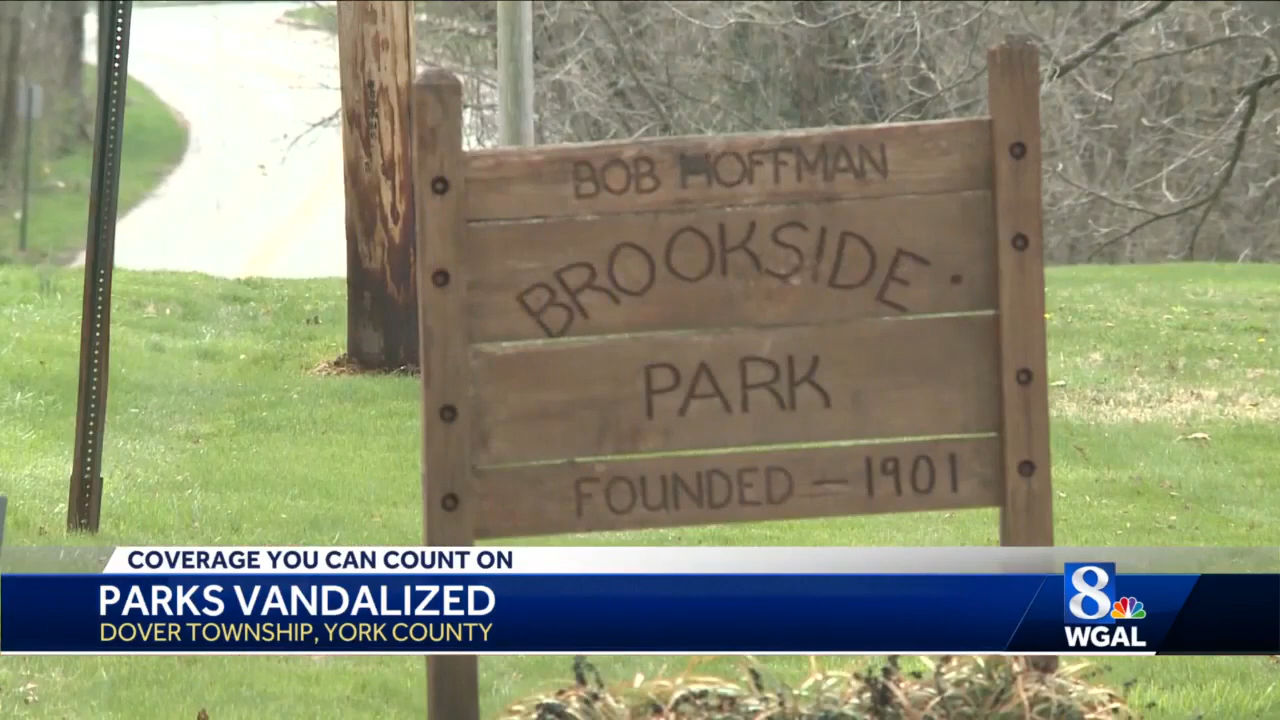 BOB HOFFMAN
BROOKSIDE.
PARK
FOUNDED - 1901
COVERAGE YOU CAN COUNT ON
PARKS VANDALIZED
DOVER TOWNSHIP, YORK COUNTY
8
WGAL